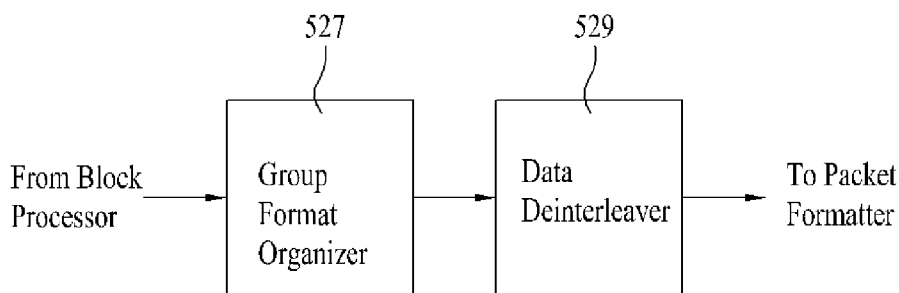 527
529
From Block
Processor
Group
Format
Organizer
Data
Deinterleaver
To Packet
Formatter